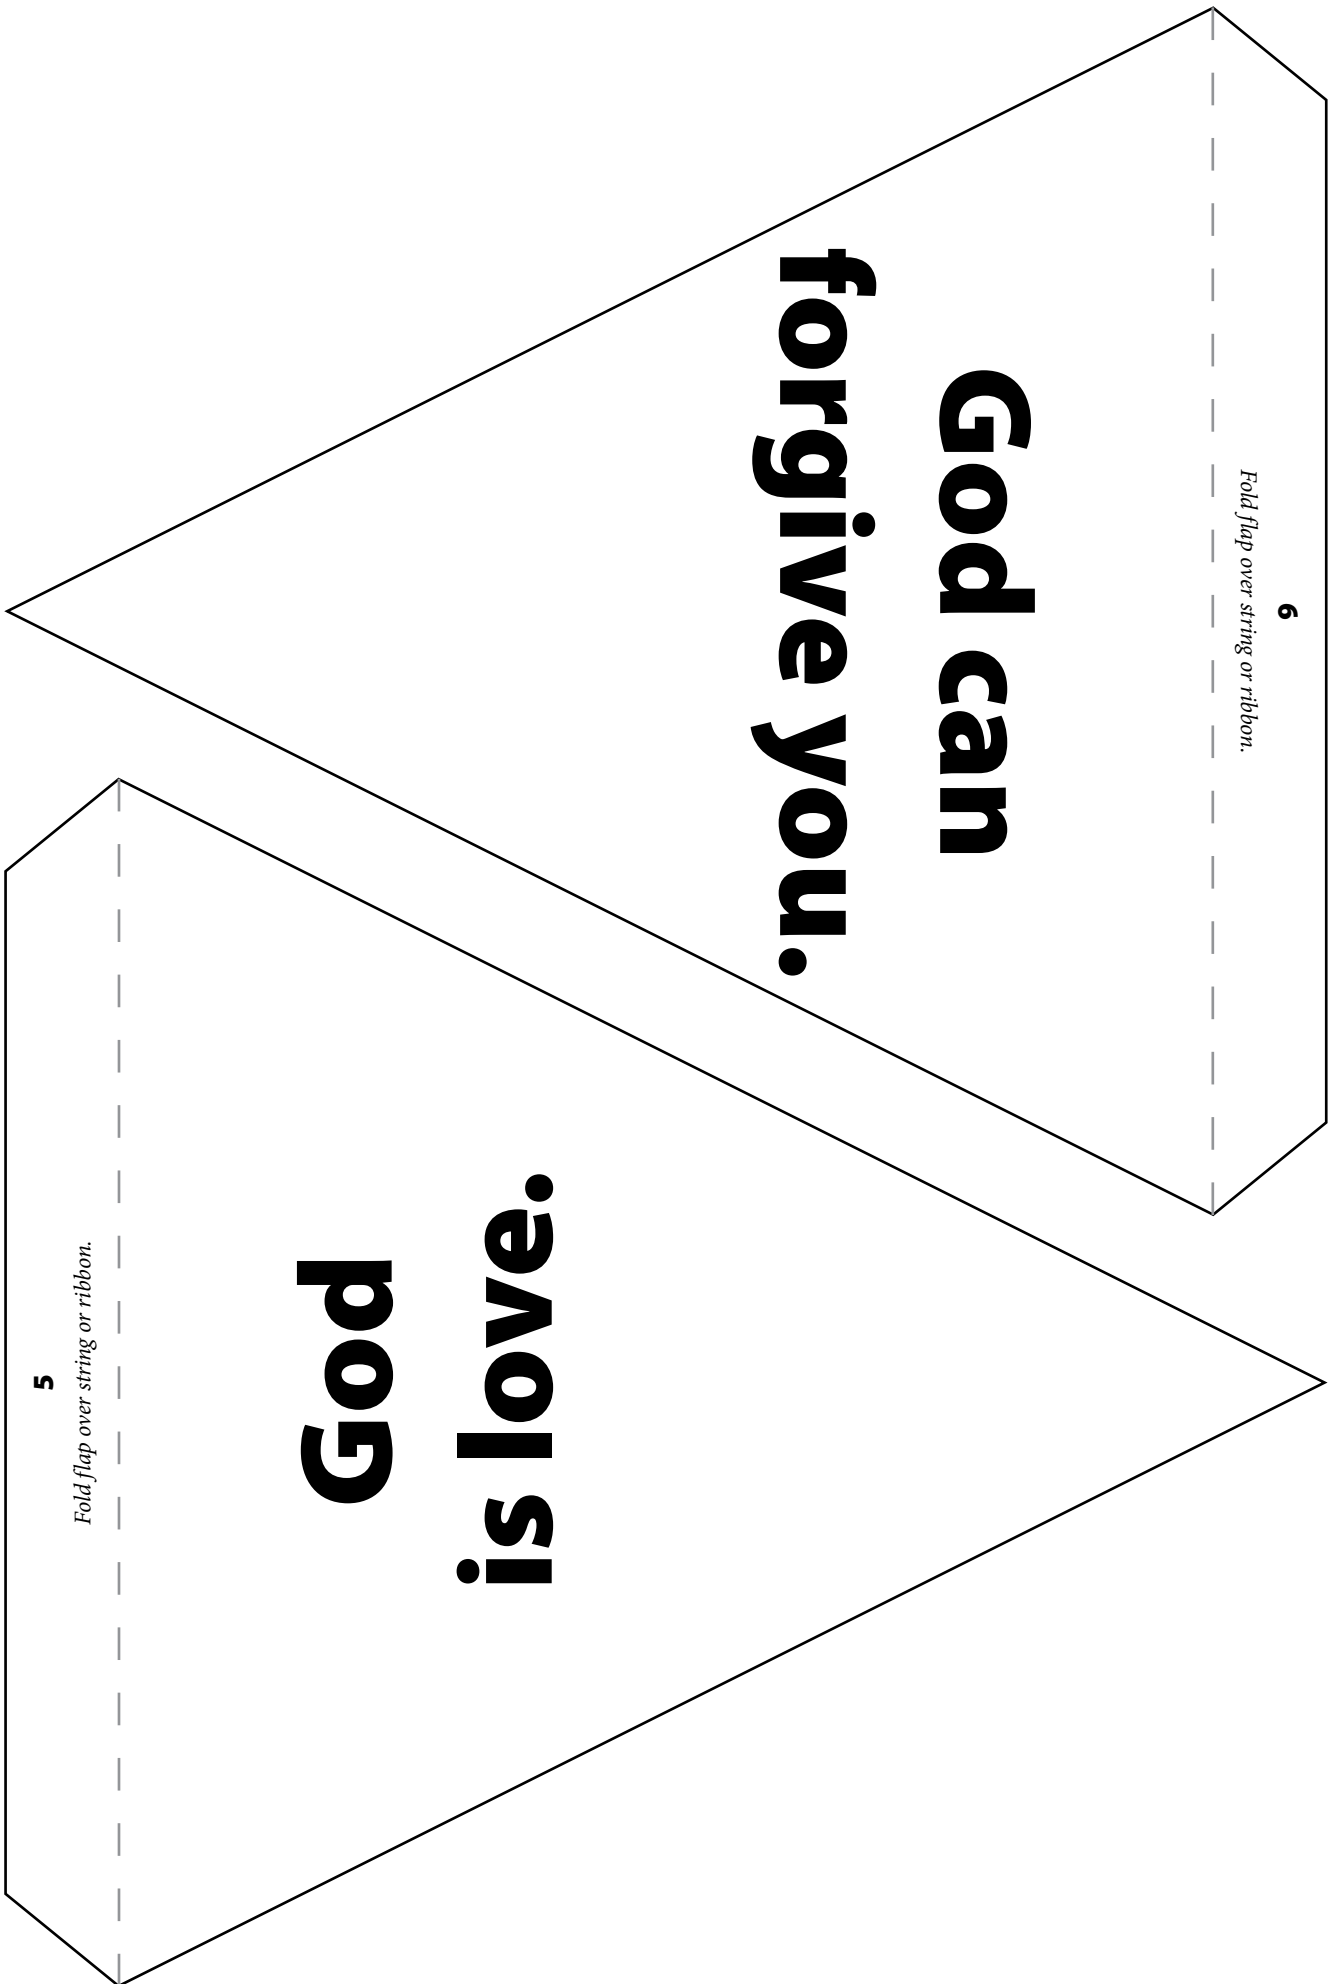 5
Fold flap over string or ribbon.
God
is love.
6
Fold flap over string or ribbon.
God can
forgive you.